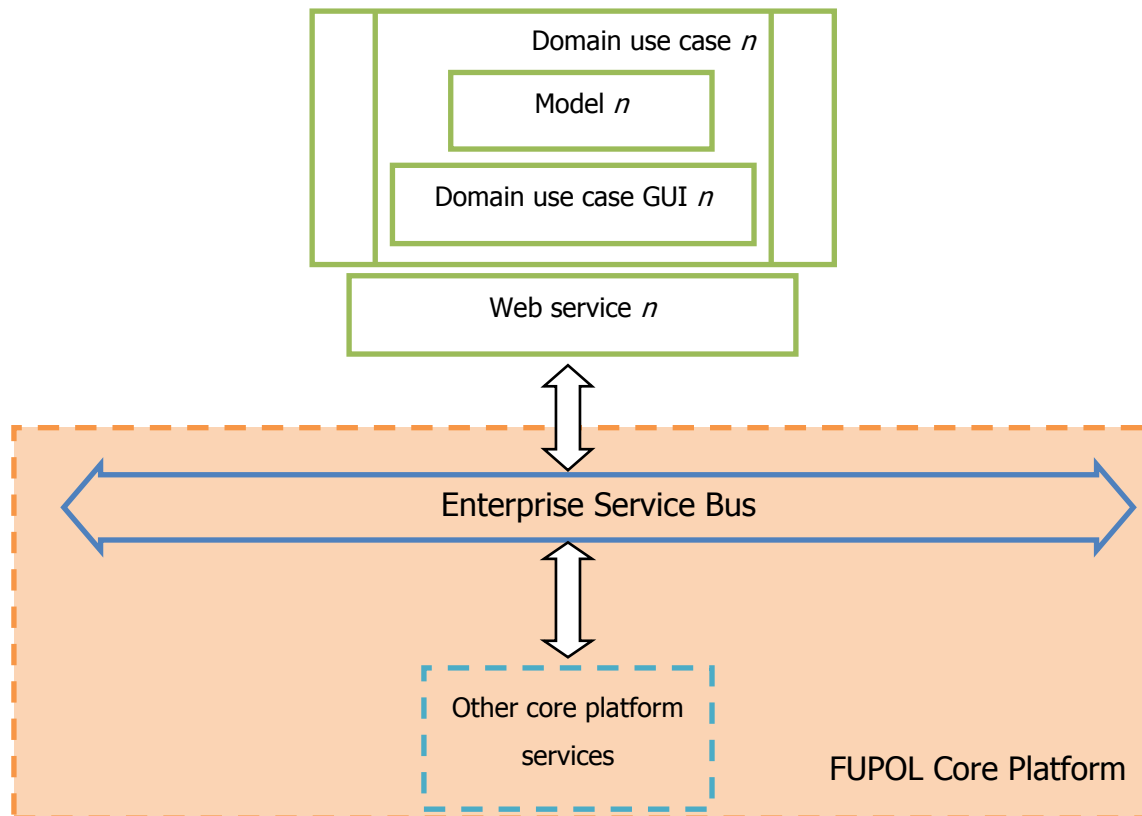 Domain use case n
Model n
Domain use case GUI n
Web service n
Enterprise Service Bus
Other core platform
services
FUPOL Core Platform